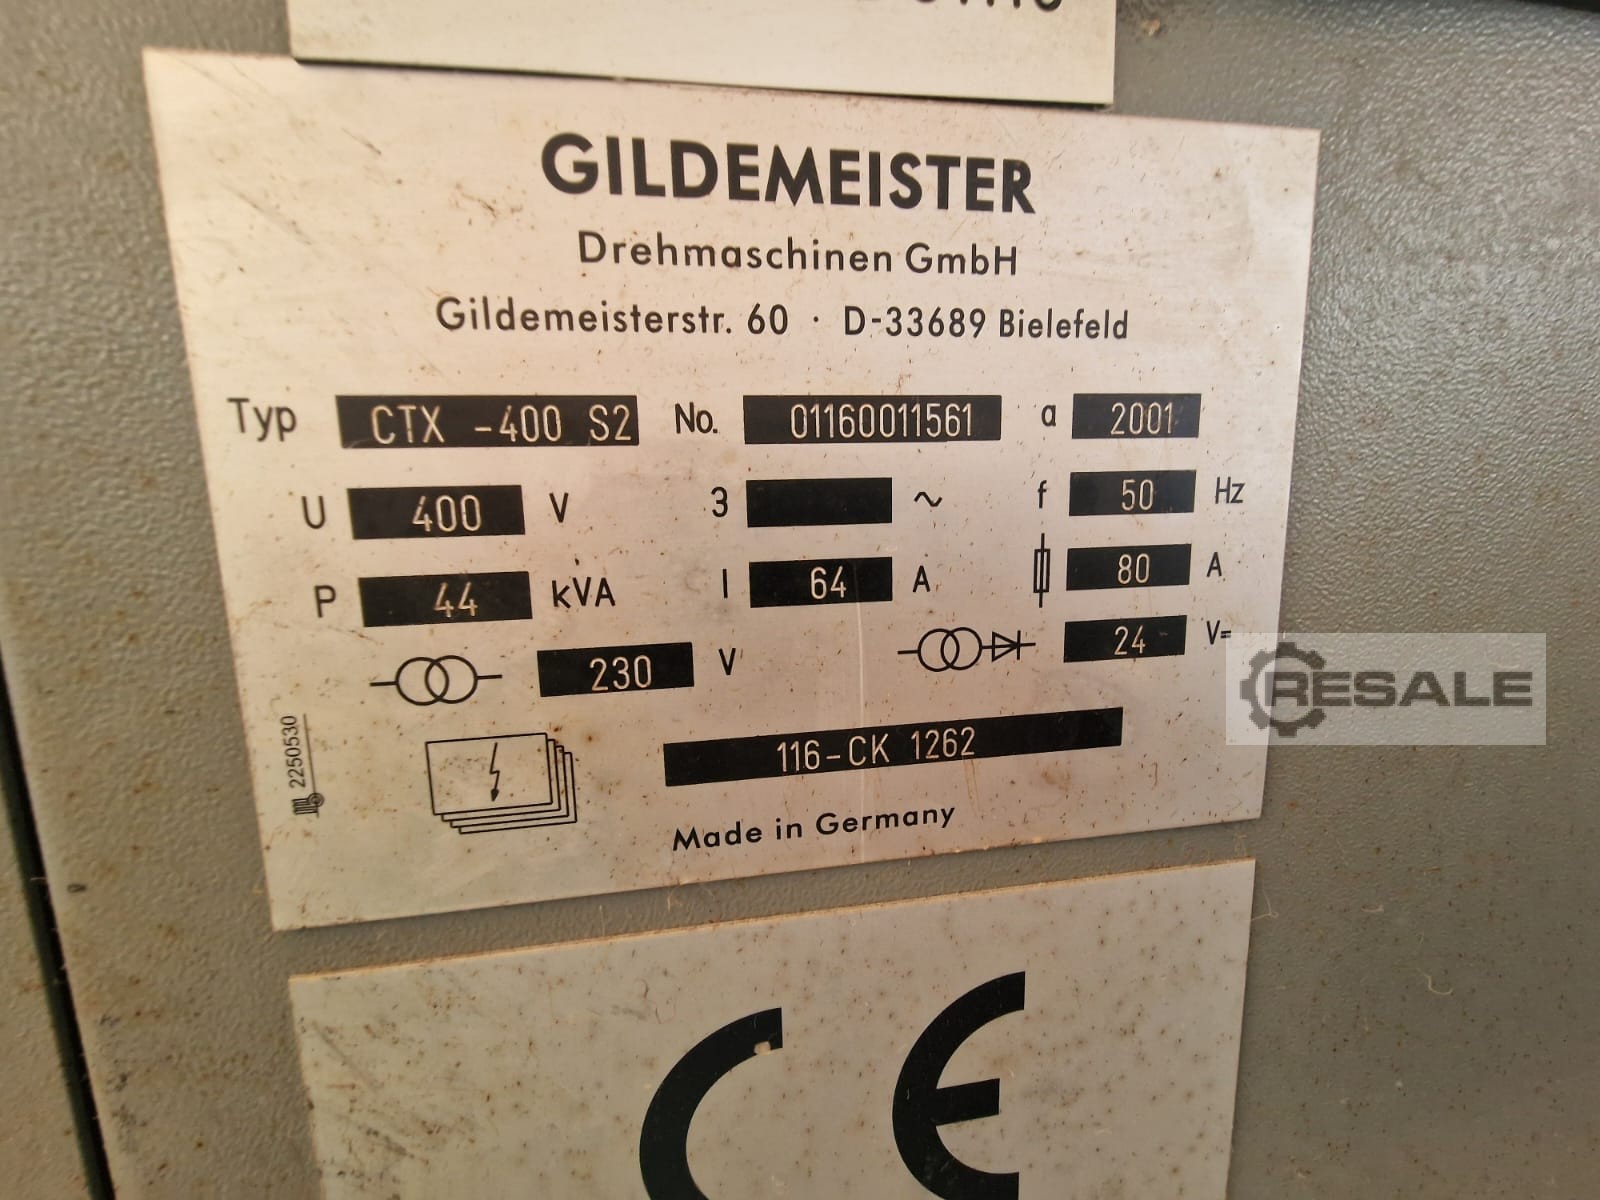 GILDEMEISTER
Drehmaschinen GmbH
Gildemeisterstr. 60 · D-33689 Bielefeld
Typ CTX -400 S2 No. 01160011561 a 2001
U 400 V 3 ~ f 50 Hz
P 44 kVA I 64 A 80 A
230 V 24 V=
116-CK 1262
2250530
Made in Germany
RESALE
CE